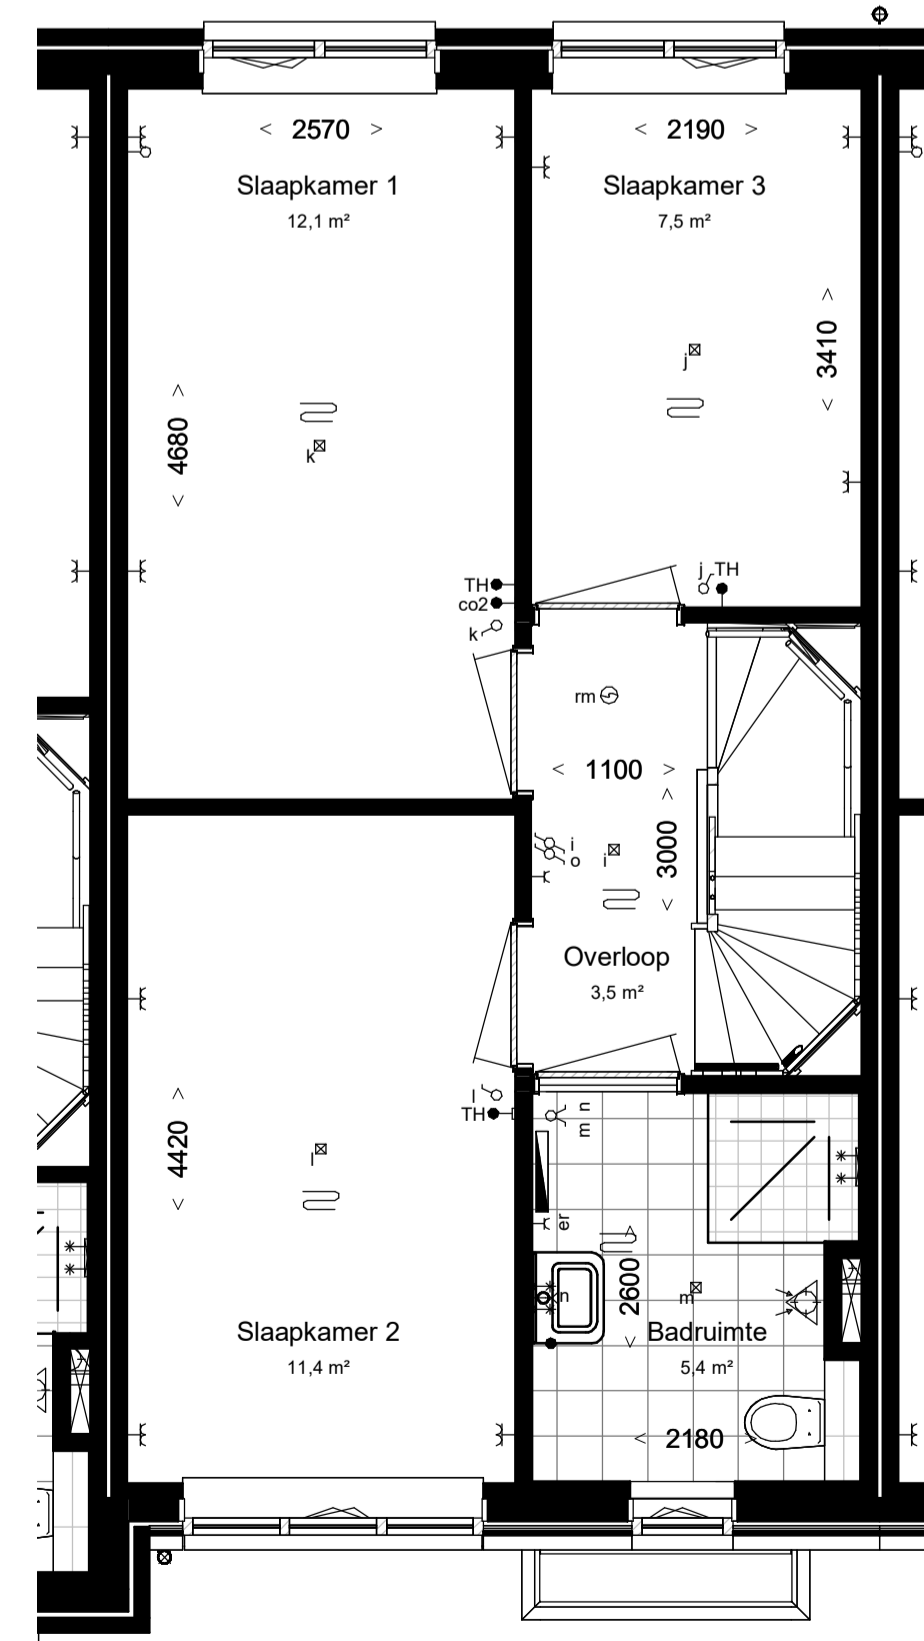 < 2570 >
< 2190 >
Slaapkamer 1
12,1 m²
Slaapkamer 3
7,5 m²
< 3410 >
j
< 4680 >
k
j TH
TH
co2
k
rm
< 1100 >
< 3000 >
i
o
i
Overloop
3,5 m²
l
TH
m n
< 4420 >
l
er
< 2600 >
n
m
Slaapkamer 2
11,4 m²
Badruimte
5,4 m²
< 2180 >